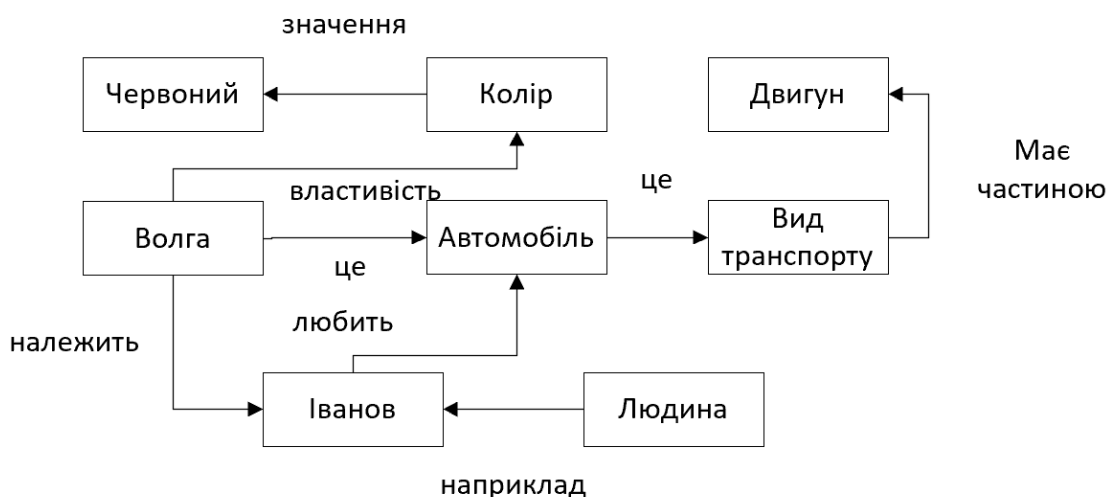 значення
Червоний
Колір
Двигун
Має
частиною
властивість
це
Волга
Автомобіль
Вид
транспорту
це
любить
належить
Іванов
Людина
наприклад